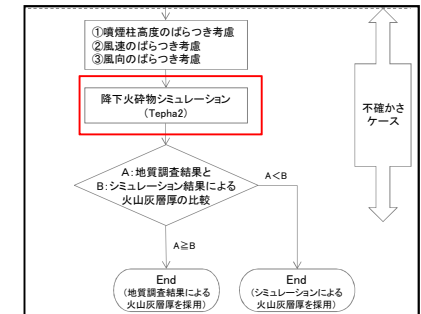 ①噴煙柱高度のばらつき考慮
②風速のばらつき考慮
③風向のばらつき考慮
降下火砕物シミュレーション
(Tepha2)
不確かさ
ケース
A:地質調査結果と
B:シミュレーション結果による
火山灰層厚の比較
A<B
A≧B
End
(地質調査結果による
火山灰層厚を採用)
End
(シミュレーションによる
火山灰層厚を採用)